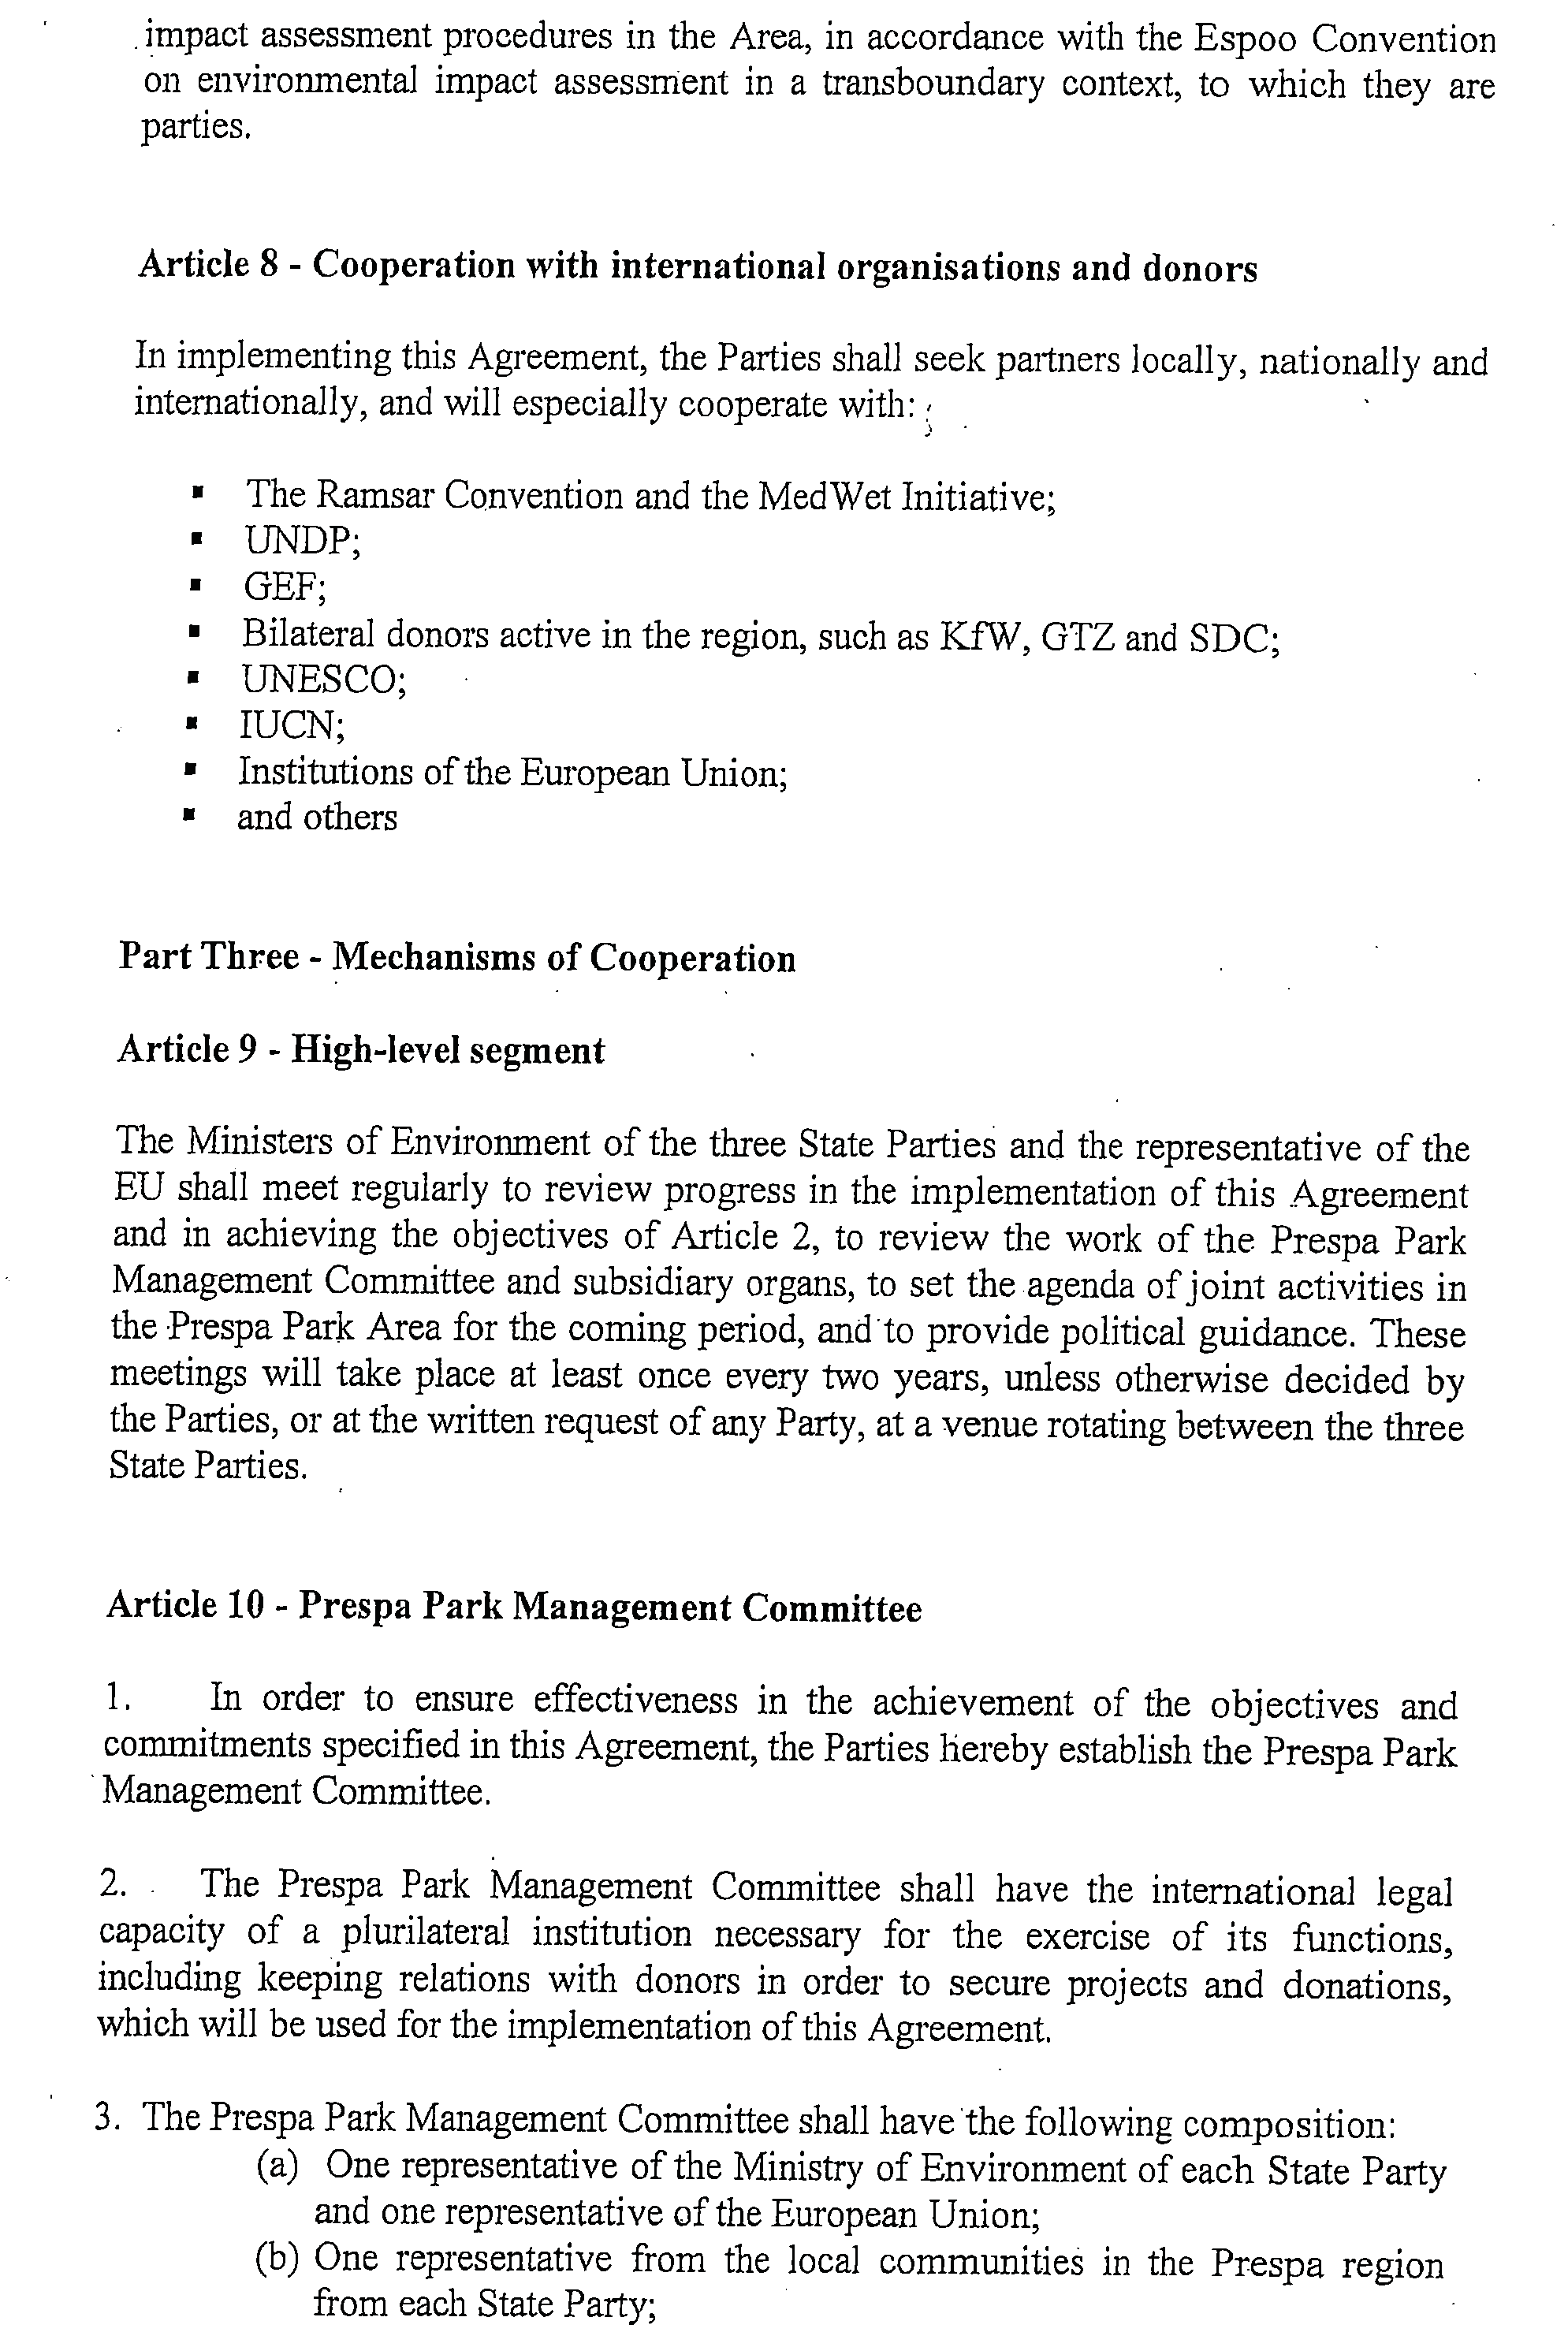 impact assessment procedures in the Area, in accordance with the Espoo Convention
on environmental impact assessment in a transboundary context, to which they are
parties.
Article 8 - Cooperation with international organisations and donors
In implementing this Agreement, the Parties shall seek partners locally, nationally and
internationally, and will especially cooperate with:
▪ The Ramsar Convention and the MedWet Initiative;
▪ UNDP;
▪ GEF;
▪ Bilateral donors active in the region, such as KfW, GTZ and SDC;
▪ UNESCO;
▪ IUCN;
▪ Institutions of the European Union;
▪ and others
Part Three - Mechanisms of Cooperation
Article 9 - High-level segment
The Ministers of Environment of the three State Parties and the representative of the
EU shall meet regularly to review progress in the implementation of this Agreement
and in achieving the objectives of Article 2, to review the work of the Prespa Park
Management Committee and subsidiary organs, to set the agenda of joint activities in
the Prespa Park Area for the coming period, and to provide political guidance. These
meetings will take place at least once every two years, unless otherwise decided by
the Parties, or at the written request of any Party, at a venue rotating between the three
State Parties.
Article 10 - Prespa Park Management Committee
1. In order to ensure effectiveness in the achievement of the objectives and
commitments specified in this Agreement, the Parties hereby establish the Prespa Park
Management Committee.
2. The Prespa Park Management Committee shall have the international legal
capacity of a plurilateral institution necessary for the exercise of its functions,
including keeping relations with donors in order to secure projects and donations,
which will be used for the implementation of this Agreement.
3. The Prespa Park Management Committee shall have the following composition:
(a) One representative of the Ministry of Environment of each State Party
and one representative of the European Union;
(b) One representative from the local communities in the Prespa region
from each State Party;